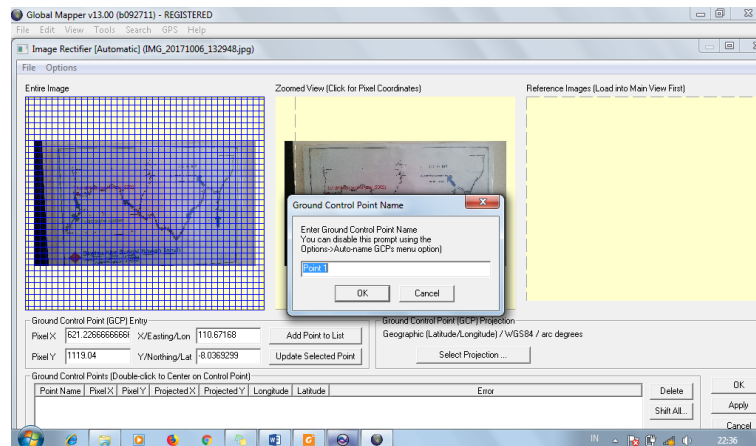 Global Mapper v13.00 (b092711) - REGISTERED
File Edit View Tools Search GPS Help
Image Rectifier [Automatic] (IMG_20171006_132948.jpg)
File Options
Entire Image
Zoomed View (Click for Pixel Coordinates)
Reference Images (Load into Main View First)
Ground Control Point Name
Enter Ground Control Point Name
You can disable this prompt using the
Options->Auto-name GCPs menu option)
Point 1
OK Cancel
Ground Control Point (GCP) Entry
Ground Control Point (GCP) Projection
Pixel X 621.2266666666 X/Easting/Lon 110.67168 Add Point to List
Geographic (Latitude/Longitude) / WGS84 / arc degrees
Pixel Y 1119.04 Y/Northing/Lat -8.0369299 Update Selected Point Select Projection ...
Ground Control Points (Double-click to Center on Control Point)
Point Name Pixel X Pixel Y Projected X Projected Y Longitude Latitude Error
Delete
Shift All...
OK
Apply
Cancel
IN 22:36